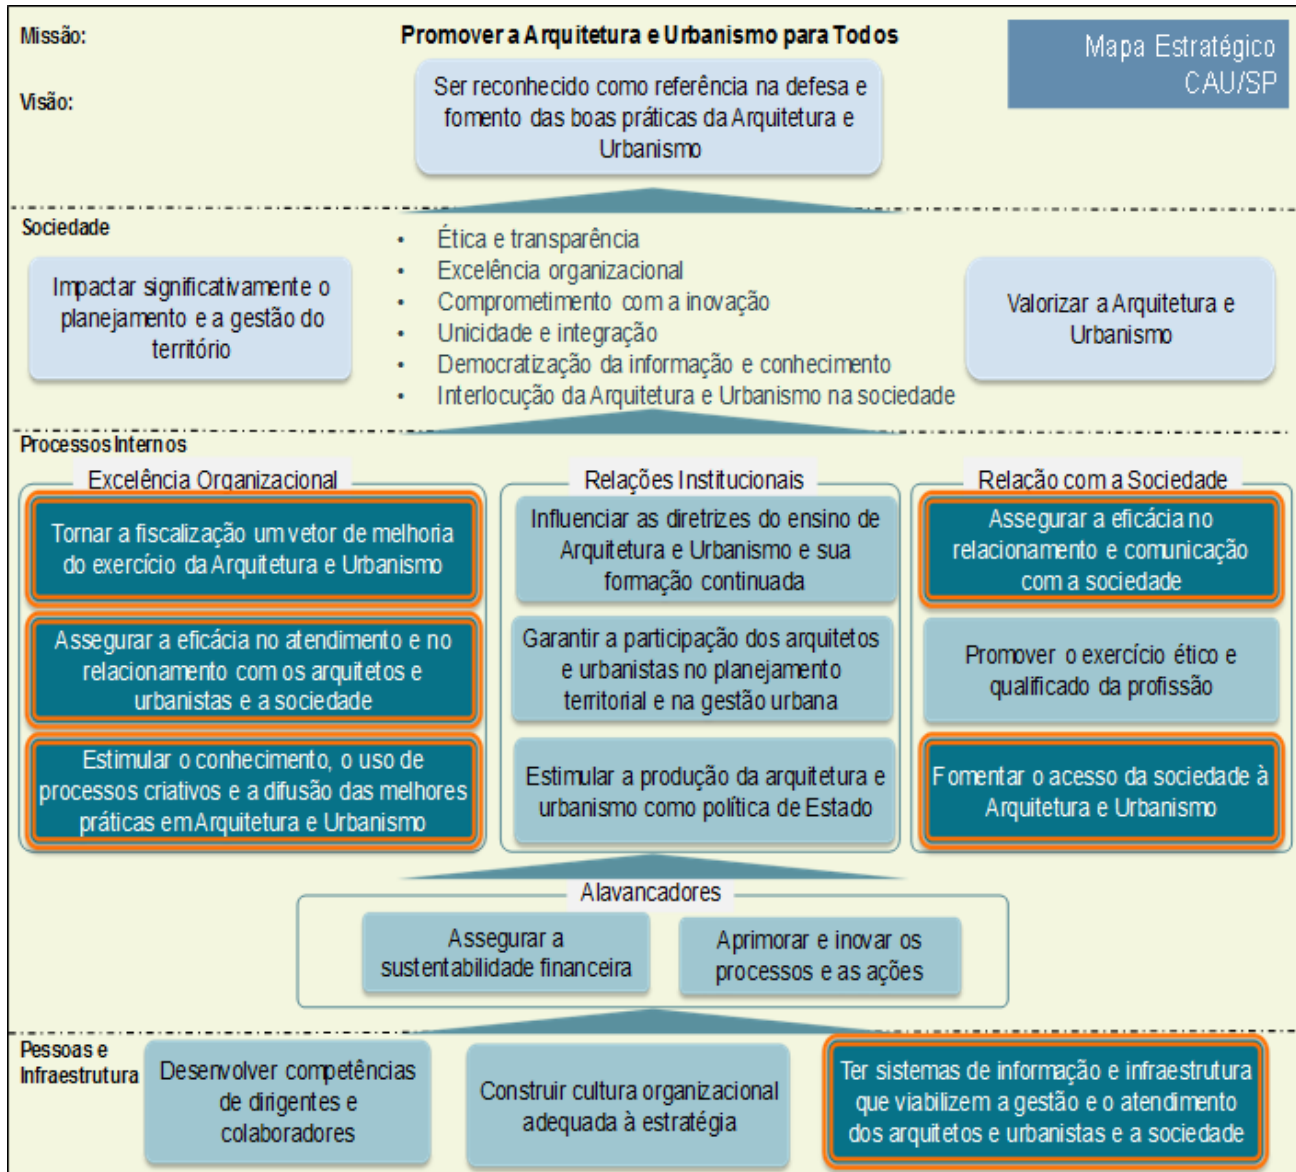 Missão:
Promover a Arquitetura e Urbanismo para Todos
Mapa Estratégico
CAU/SP
Visão:
Ser reconhecido como referência na defesa e
fomento das boas práticas da Arquitetura e
Urbanismo
Sociedade
Impactar significativamente o
planejamento e a gestão do
território
• Ética e transparência
• Excelência organizacional
• Comprometimento com a inovação
• Unicidade e integração
• Democratização da informação e conhecimento
• Interlocução da Arquitetura e Urbanismo na sociedade
Valorizar a Arquitetura e
Urbanismo
Processos Internos
Excelência Organizacional
Tornar a fiscalização um vetor de melhoria
do exercício da Arquitetura e Urbanismo
Assegurar a eficácia no atendimento e no
relacionamento com os arquitetos e
urbanistas e a sociedade
Estimular o conhecimento, o uso de
processos criativos e a difusão das melhores
práticas em Arquitetura e Urbanismo
Relações Institucionais
Influenciar as diretrizes do ensino de
Arquitetura e Urbanismo e sua
formação continuada
Garantir a participação dos arquitetos
e urbanistas no planejamento
territorial e na gestão urbana
Estimular a produção da arquitetura e
urbanismo como política de Estado
Relação com a Sociedade
Assegurar a eficácia no
relacionamento e comunicação
com a sociedade
Promover o exercício ético e
qualificado da profissão
Fomentar o acesso da sociedade à
Arquitetura e Urbanismo
Alavancadores
Assegurar a
sustentabilidade financeira
Aprimorar e inovar os
processos e as ações
Pessoas e
Infraestrutura
Desenvolver competências
de dirigentes e
colaboradores
Construir cultura organizacional
adequada à estratégia
Ter sistemas de informação e infraestrutura
que viabilizem a gestão e o atendimento
dos arquitetos e urbanistas e a sociedade